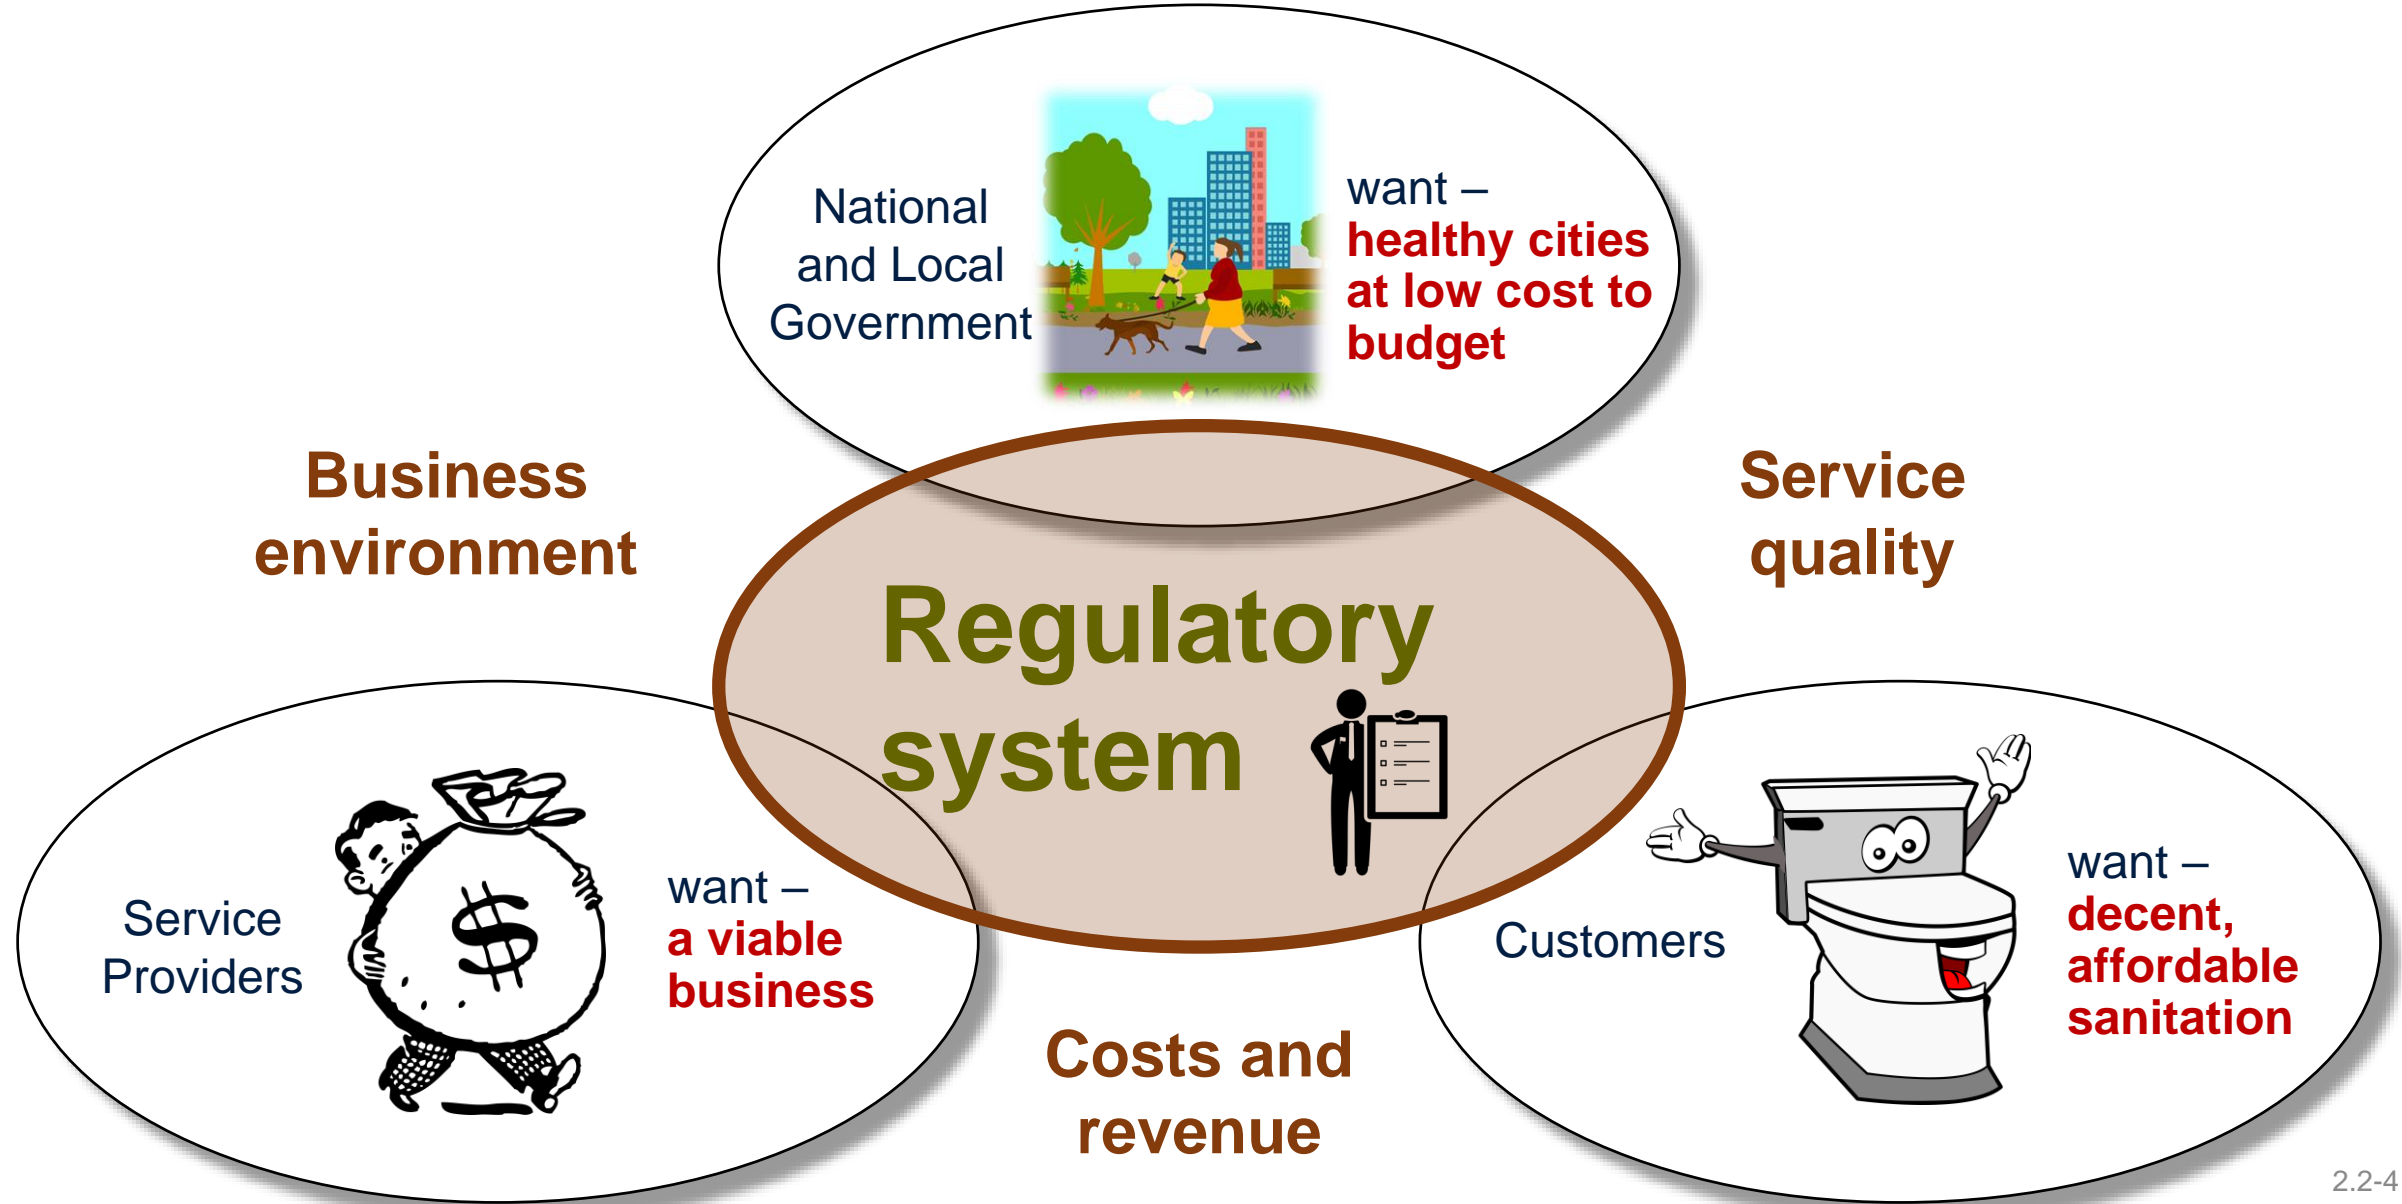 National
and Local
Government
want –
healthy cities
at low cost to
budget
Business
environment
Service
quality
Regulatory
system
Service
Providers
want –
a viable
business
$
Customers
want –
decent,
affordable
sanitation
Costs and
revenue
2.2-4